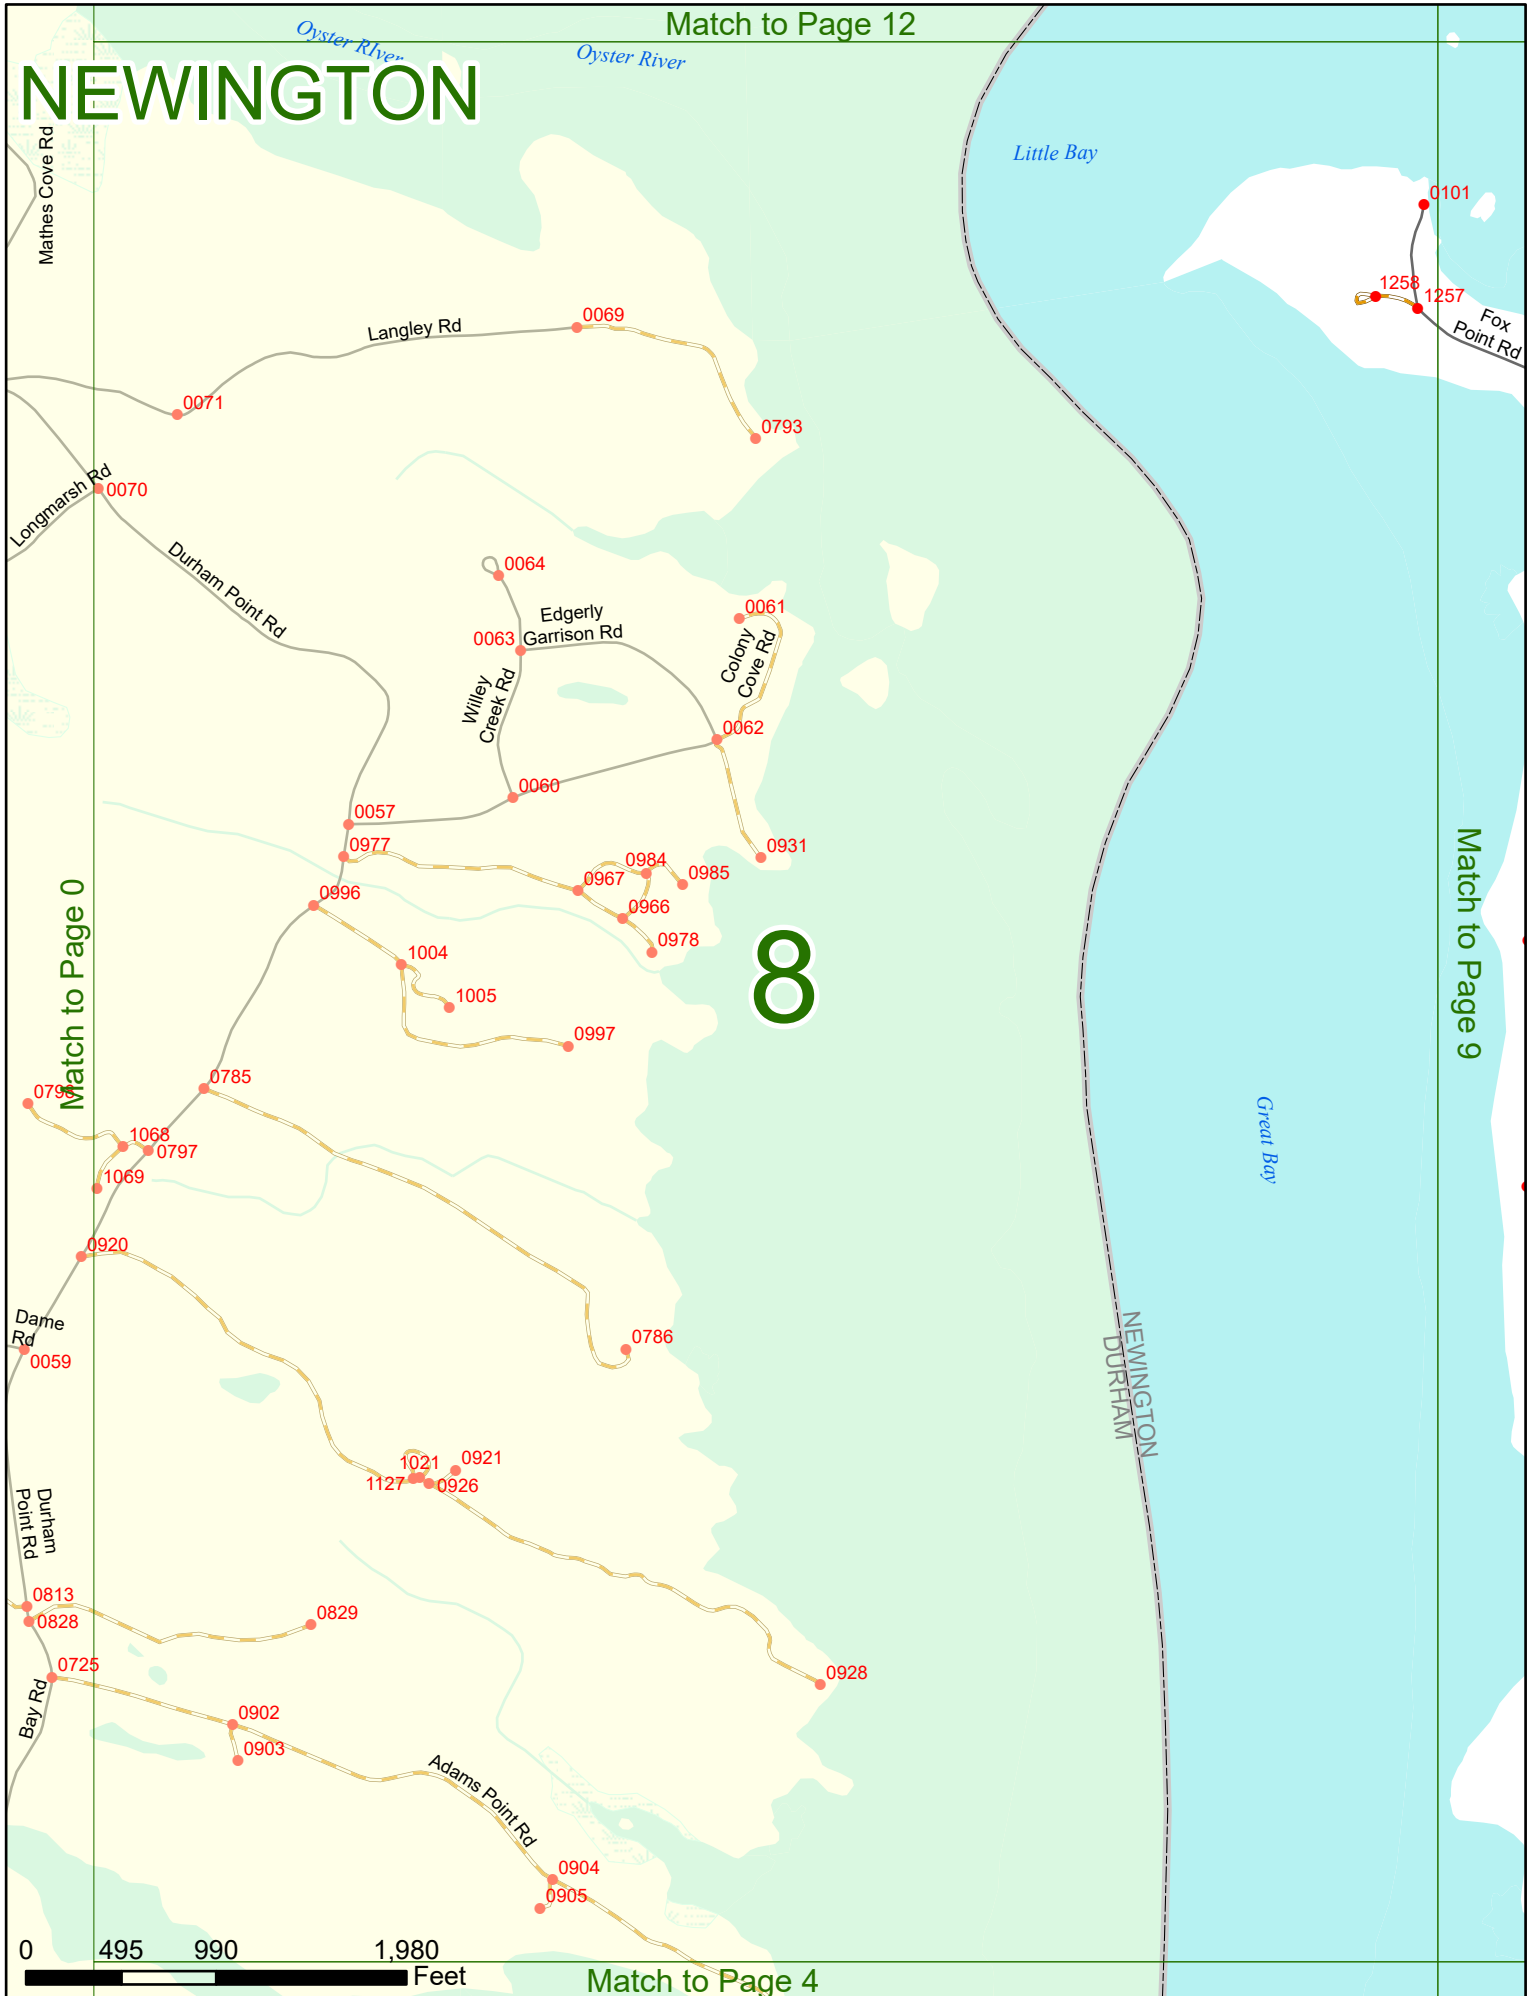 Match to Page 12
Oyster RIver
Oyster River
NEWINGTON
Mathes Cove Rd
Little Bay
0101
1258
1257
Fox
Point Rd
0069
Langley Rd
0071
0793
Longmarsh Rd
0070
Durham Point Rd
0064
Edgerly
Garrison Rd
0061
0063
Colony
Cove Rd
Willey
Creek Rd
0062
0060
0057
0977
0931
0984
0985
0967
0996
0966
0978
8
Match to Page 0
Match to Page 9
1004
1005
0997
0785
0798
1068
0797
1069
Great Bay
0920
Dame
Rd
0059
0786
NEWINGTON
DURHAM
0921
1021
1127
0926
Durham
Point Rd
0813
0828
0829
0725
0928
Bay Rd
0902
0903
Adams Point Rd
0904
0905
0 495 990 1,980
Feet
Match to Page 4